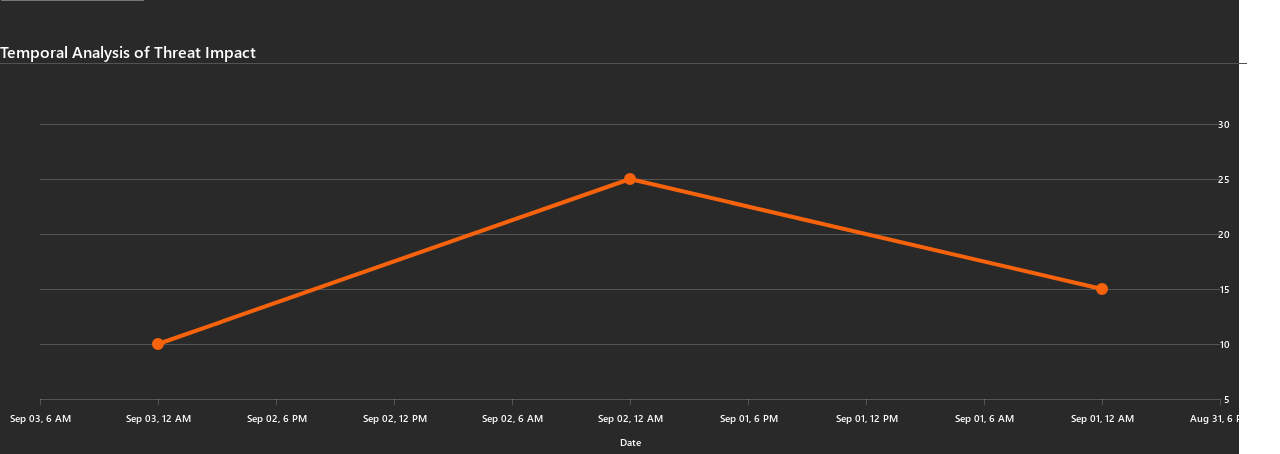 Temporal Analysis of Threat Impact
30
25
20
15
10
5
Sep 03, 6 AM Sep 03, 12 AM Sep 02, 6 PM Sep 02, 12 PM Sep 02, 6 AM Sep 02, 12 AM Sep 01, 6 PM Sep 01, 12 PM Sep 01, 6 AM Sep 01, 12 AM Aug 31, 6
Date